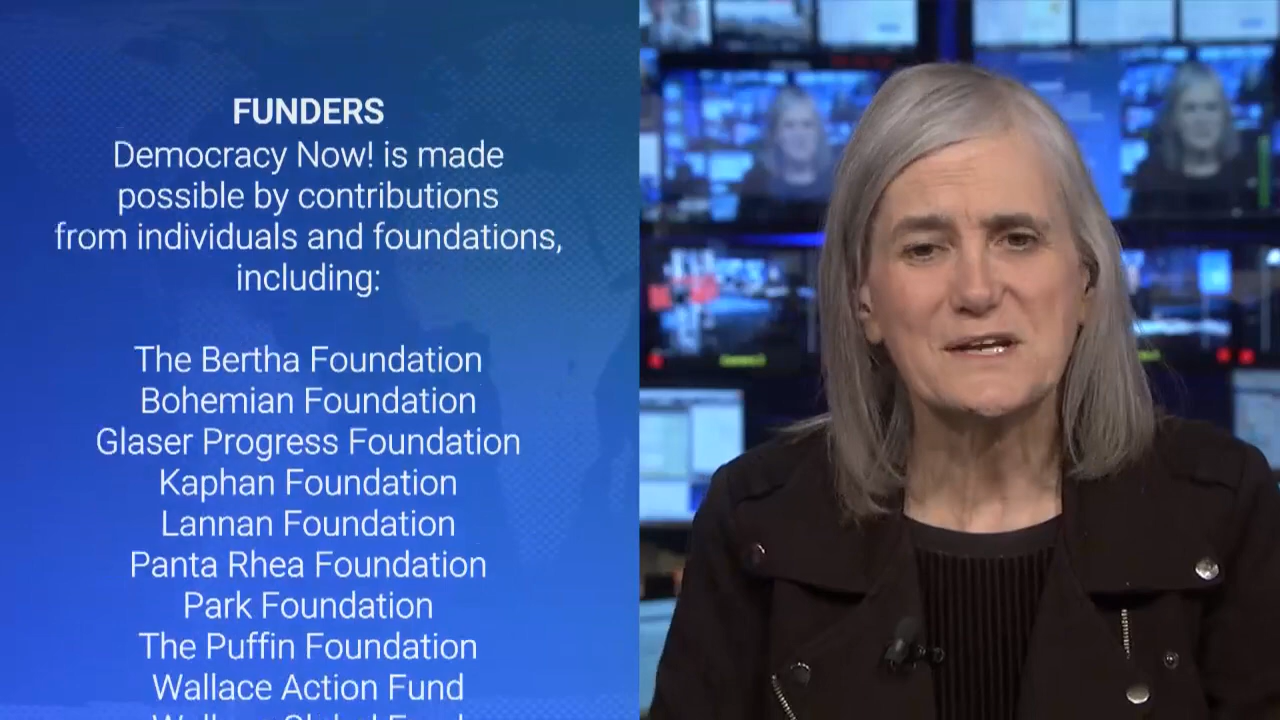 FUNDERS
Democracy Now! is made
possible by contributions
from individuals and foundations,
including:
The Bertha Foundation
Bohemian Foundation
Glaser Progress Foundation
Kaphan Foundation
Lannan Foundation
Panta Rhea Foundation
Park Foundation
The Puffin Foundation
Wallace Action Fund